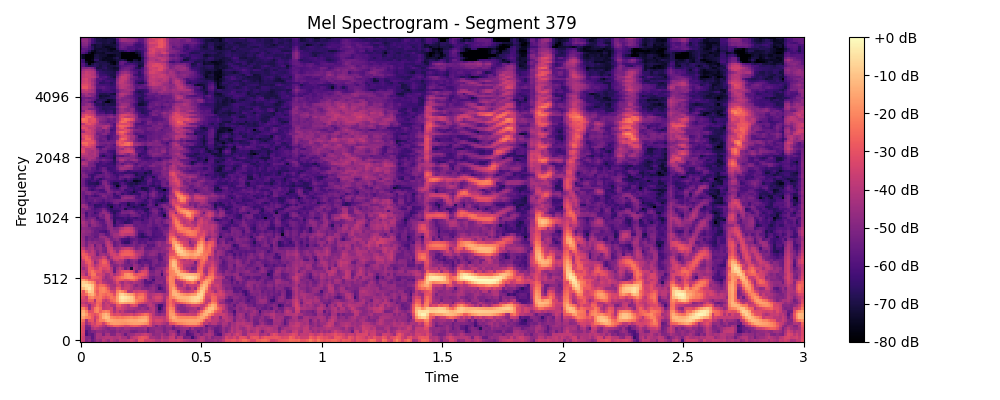 Mel Spectrogram - Segment 379
+0 dB
-10 dB
-20 dB
-30 dB
-40 dB
-50 dB
-60 dB
-70 dB
-80 dB
Frequency
4096
2048
1024
512
0
0 0.5 1 1.5 2 2.5 3
Time